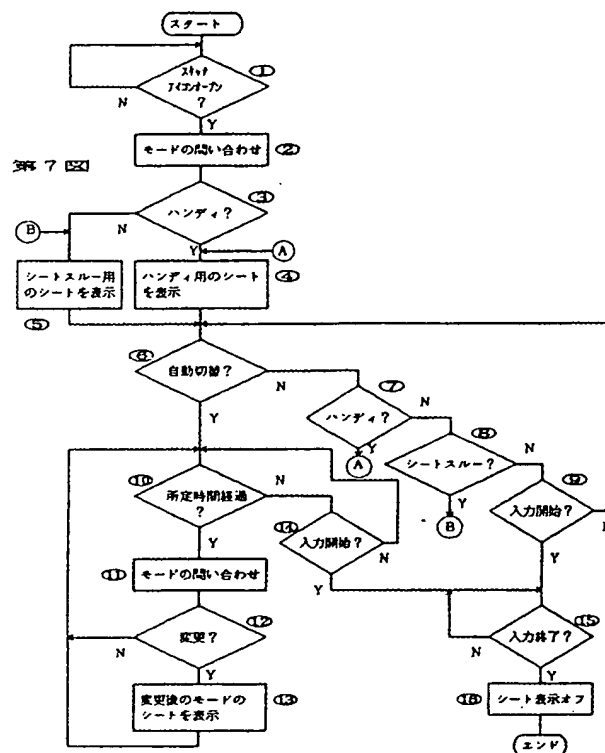 スタート
スキャナ
アイコンオープン
?
①
N
Y
モードの問い合わせ
②
第7図
③
ハンディ?
B
N
Y
A
シートスルー用
のシートを表示
ハンディ用のシート
を表示
④
⑤
⑥
自動切替?
N
Y
⑦
ハンディ?
N
Y
A
⑧
シートスルー?
N
Y
B
⑨
入力開始?
N
Y
⑩
所定時間経過
?
N
Y
⑭
入力開始?
N
Y
⑪
モードの問い合わせ
⑫
変更?
N
Y
⑬
変更後のモードの
シートを表示
⑮
入力終了?
N
Y
⑯
シート表示オフ
エンド